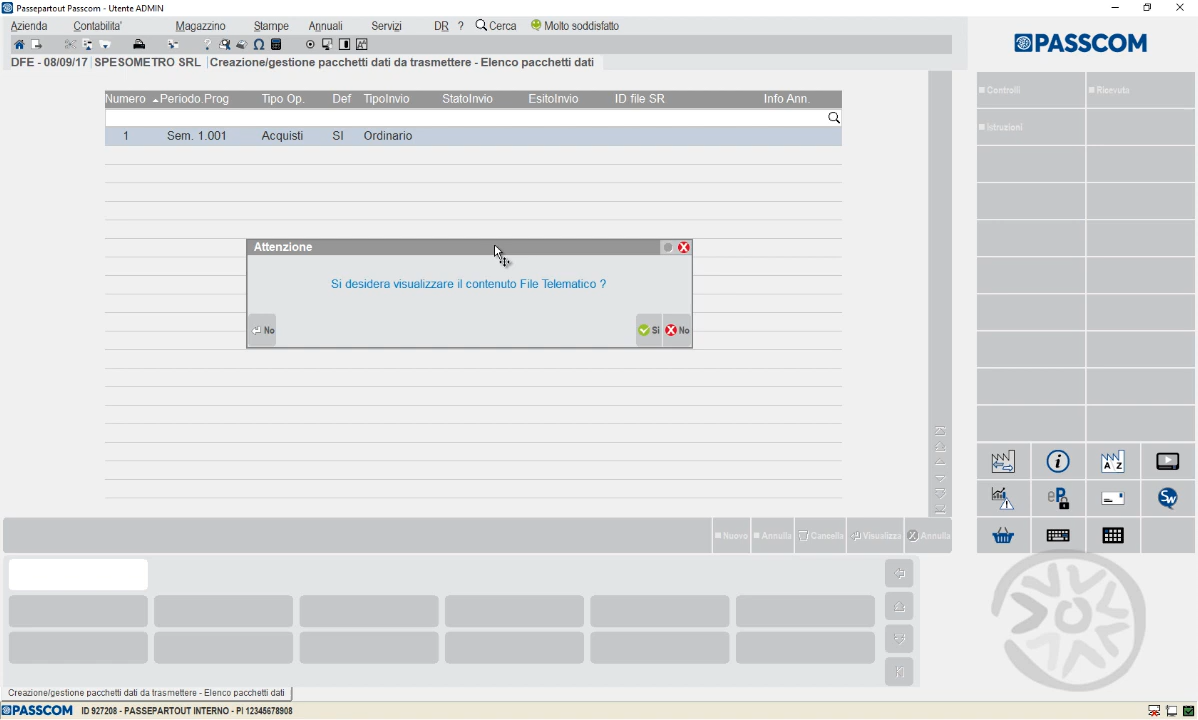 Passepartout Passcom - Utente ADMIN
Azienda Contabilita' Magazzino Stampe Annuali Servizi DR ? Cerca Molto soddisfatto
DFE - 08/09/17 SPESOMETRO SRL Creazione/gestione pacchetti dati da trasmettere - Elenco pacchetti dati
PASSCOM
Controlli Ricevuta
Istruzioni
Numero Periodo.Prog Tipo Op. Def TipoInvio StatoInvio EsitoInvio ID file SR. Info Ann.
1 Sem. 1.001 Acquisti SI Ordinario
Attenzione
Si desidera visualizzare il contenuto File Telematico ?
No Sì No
Nuovo Annulla Cancella Visualizza Annulla
Creazione/gestione pacchetti dati da trasmettere - Elenco pacchetti dati
PASSCOM ID 927208 - PASSEPARTOUT INTERNO - PI 12345678908